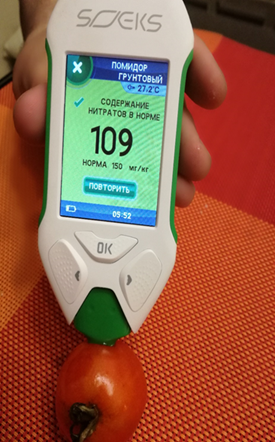 SOEKS
ПОМИДОР
ГРУНТОВЫЙ
27.2°C
СОДЕРЖАНИЕ
НИТРАТОВ В НОРМЕ
109
НОРМА 150 мг/кг
ПОВТОРИТЬ
05:52
OK